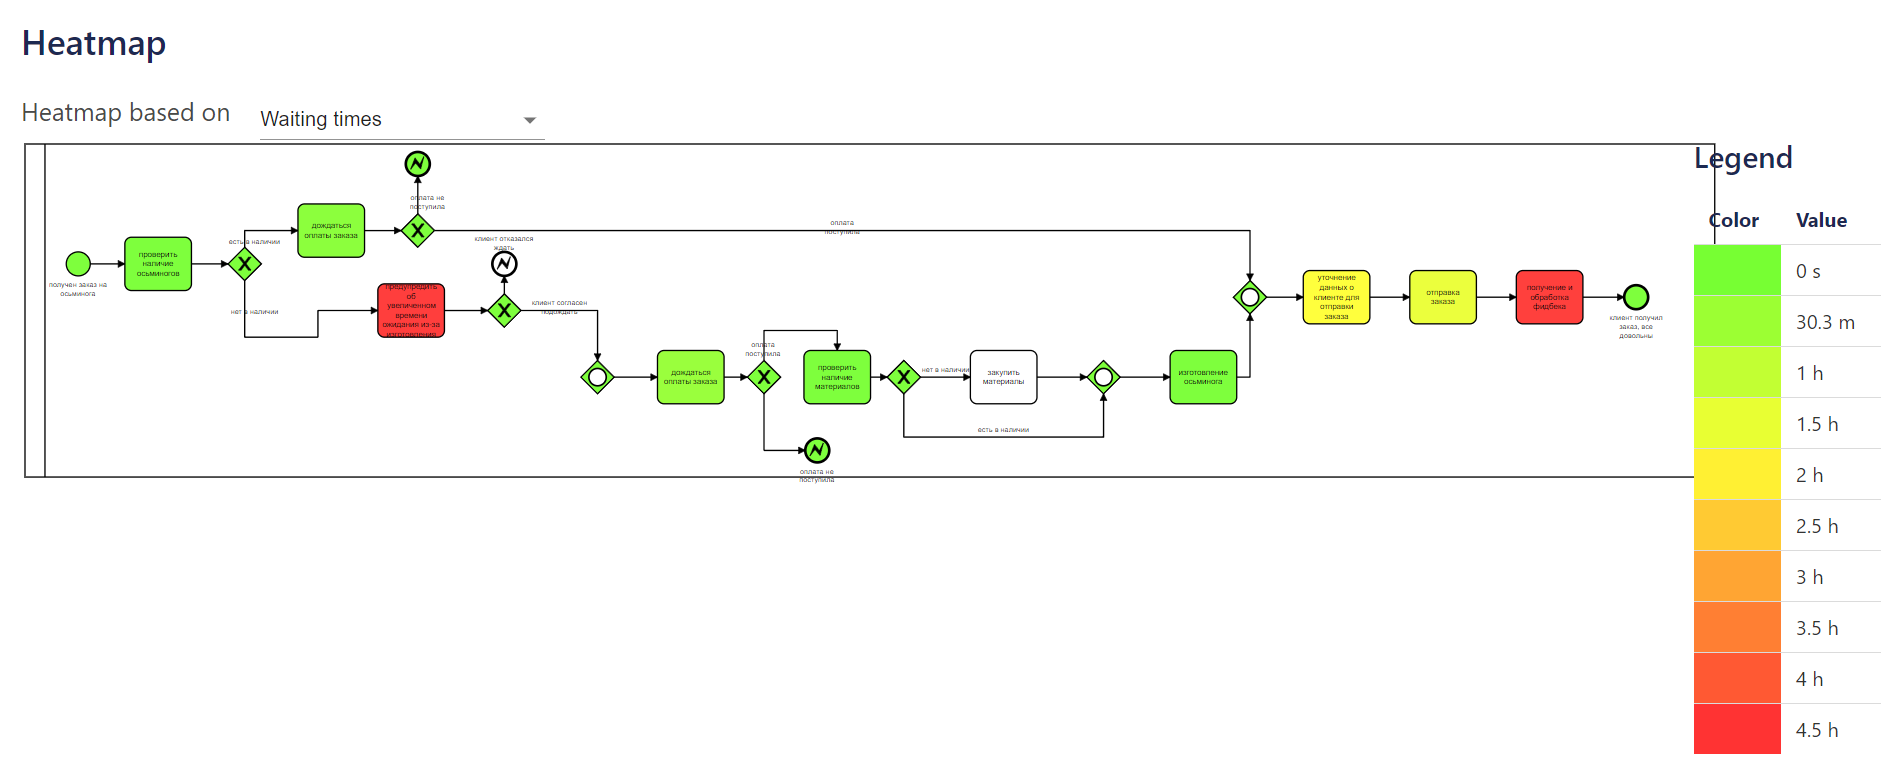 Heatmap
Heatmap based on
Waiting times
получен заказ на
осьминога
проверить
наличие
осьминогов
есть в наличии
нет в наличии
дождаться
оплаты заказа
оплата не
поступила
оплата
поступила
предупредить
об
увеличенном
времени
ожидания из-за
изготовления
клиент отказался
ждать
клиент согласен
подождать
дождаться
оплаты заказа
оплата
поступила
оплата не
поступила
проверить
наличие
материалов
нет в наличии
есть в наличии
закупить
материалы
изготовление
осьминога
уточнение
данных о
клиенте для
отправки
заказа
отправка
заказа
получение и
обработка
фидбека
клиент получил
заказ, все
довольны
Legend
Color Value
0 s
30.3 m
1 h
1.5 h
2 h
2.5 h
3 h
3.5 h
4 h
4.5 h